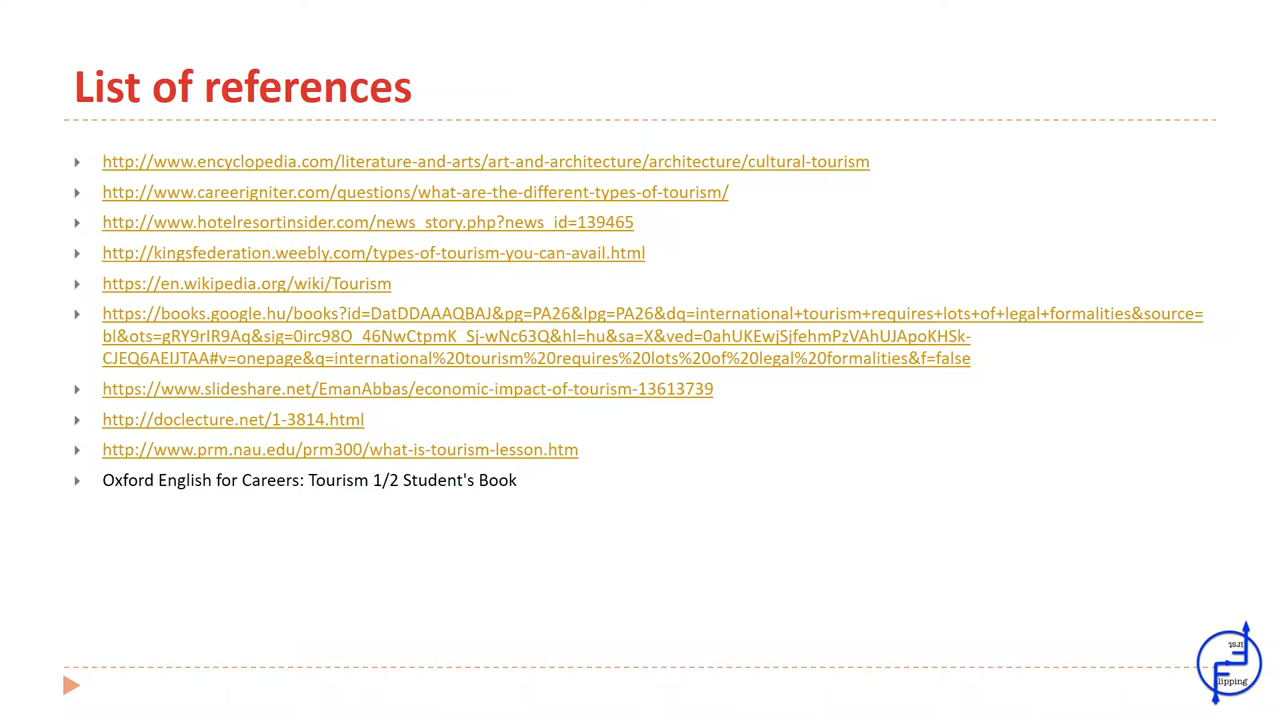 List of references
http://www.encyclopedia.com/literature-and-arts/art-and-architecture/architecture/cultural-tourism
http://www.careerigniter.com/questions/what-are-the-different-types-of-tourism/
http://www.hotelresortinsider.com/news_story.php?news_id=139465
http://kingsfederation.weebly.com/types-of-tourism-you-can-avail.html
https://en.wikipedia.org/wiki/Tourism
https://books.google.hu/books?id=DatDDAAAQBAJ&pg=PA26&lpg=PA26&dq=international+tourism+requires+lots+of+legal+formalities&source=
bl&ots=gRY9rIR9Aq&sig=0irc98O_46NwCtpmK_Sj-wNc63Q&hl=hu&sa=X&ved=0ahUKEwjSjfehmPzVAhUJApoKHSk-
CJEQ6AEIJTAA#v=onepage&q=international%20tourism%20requires%20lots%20of%20legal%20formalities&f=false
https://www.slideshare.net/EmanAbbas/economic-impact-of-tourism-13613739
http://doclecture.net/1-3814.html
http://www.prm.nau.edu/prm300/what-is-tourism-lesson.htm
Oxford English for Careers: Tourism 1/2 Student's Book
First
Flipping